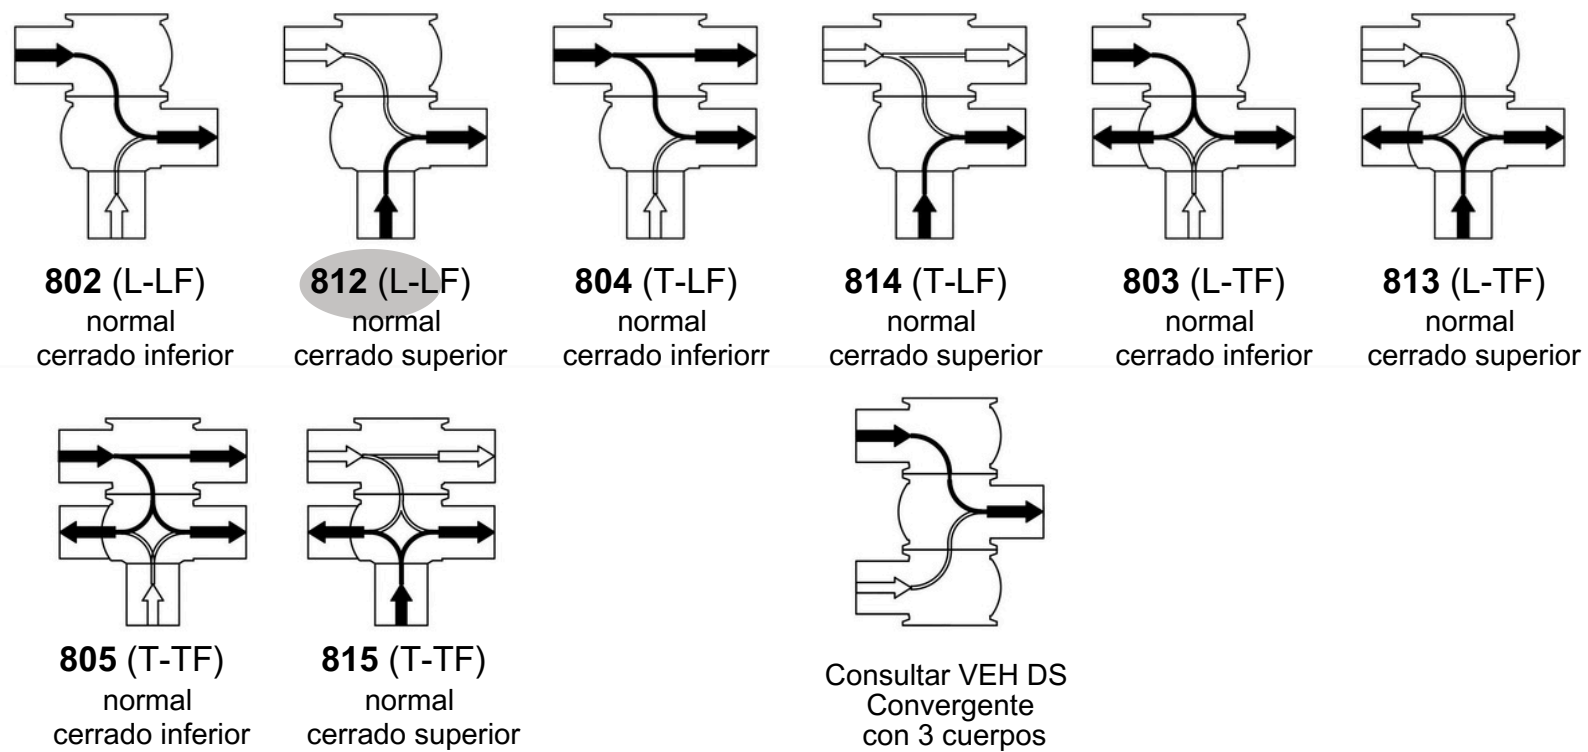 802 (L-LF)
normal
cerrado inferior
812 (L-LF)
normal
cerrado superior
804 (T-LF)
normal
cerrado inferiorr
814 (T-LF)
normal
cerrado superior
803 (L-TF)
normal
cerrado inferior
813 (L-TF)
normal
cerrado superior
805 (T-TF)
normal
cerrado inferior
815 (T-TF)
normal
cerrado superior
Consultar VEH DS
Convergente
con 3 cuerpos